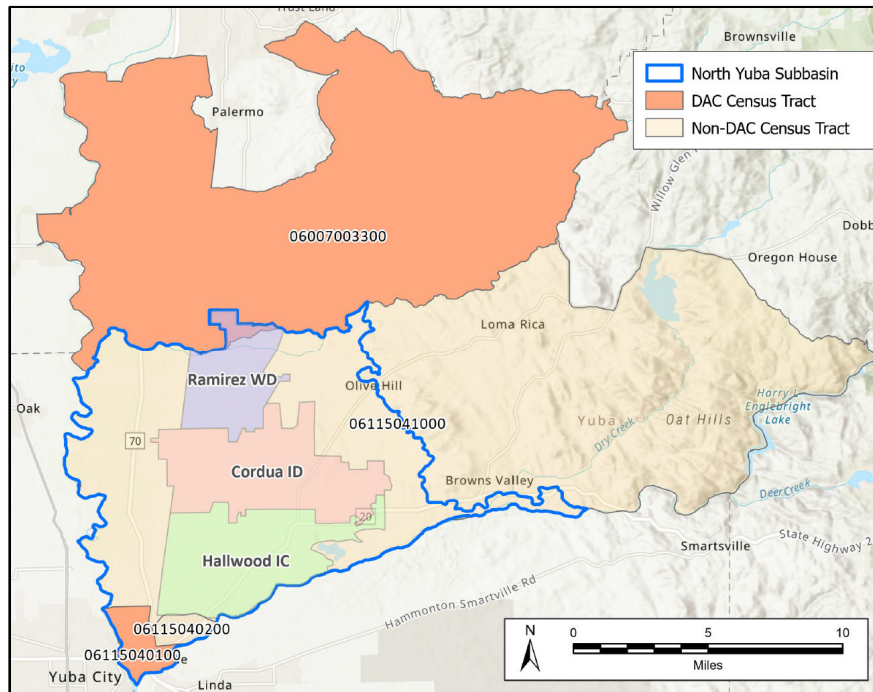 Trust Land
Brownsville
North Yuba Subbasin
DAC Census Tract
Non-DAC Census Tract
Palermo
06007003300
Dobb
Oregon House
Loma Rica
Ramirez WD
Olive Hill
Oak
Harry L
Englebright
Lake
06115041000
Yuba
Oat Hills
70
Dry Creek
Cordua ID
Browns Valley
Deer Creek
20
Smartsville
State Highway 2
Hallwood IC
Hammonton Smartville Rd
06115040200
06115040100
Yuba City
Linda
N
0 5 10
Miles